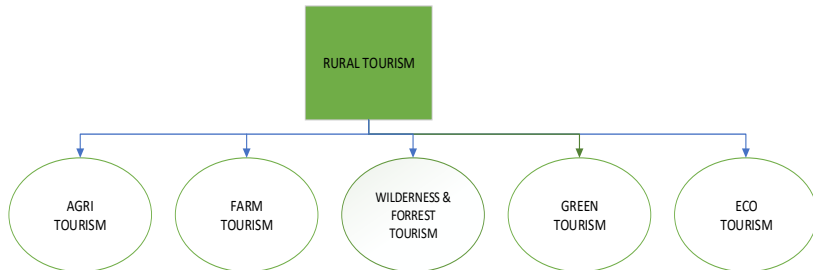 RURAL TOURISM
AGRI
TOURISM
FARM
TOURISM
WILDERNESS &
FORREST
TOURISM
GREEN
TOURISM
ECO
TOURISM